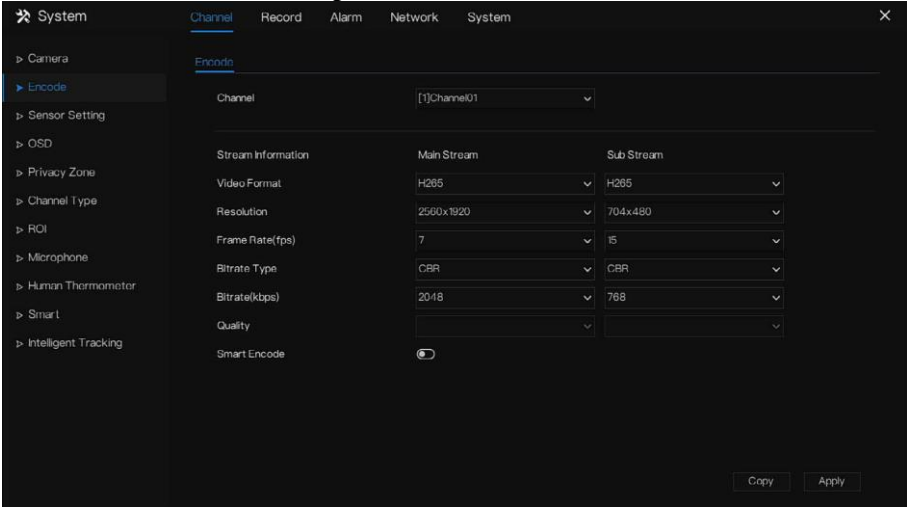 System Channel Record Alarm Network System
Camera
Encode
Sensor Setting
OSD
Privacy Zone
Channel Type
ROI
Microphone
Human Thermometer
Smart
Intelligent Tracking
Encode
Channel [1]Channel01
Stream Information Main Stream Sub Stream
Video Format H265 H265
Resolution 2560x1920 704x480
Frame Rate(fps) 7 15
Bitrate Type CBR CBR
Bitrate(kbps) 2048 768
Quality
Smart Encode
Copy Apply